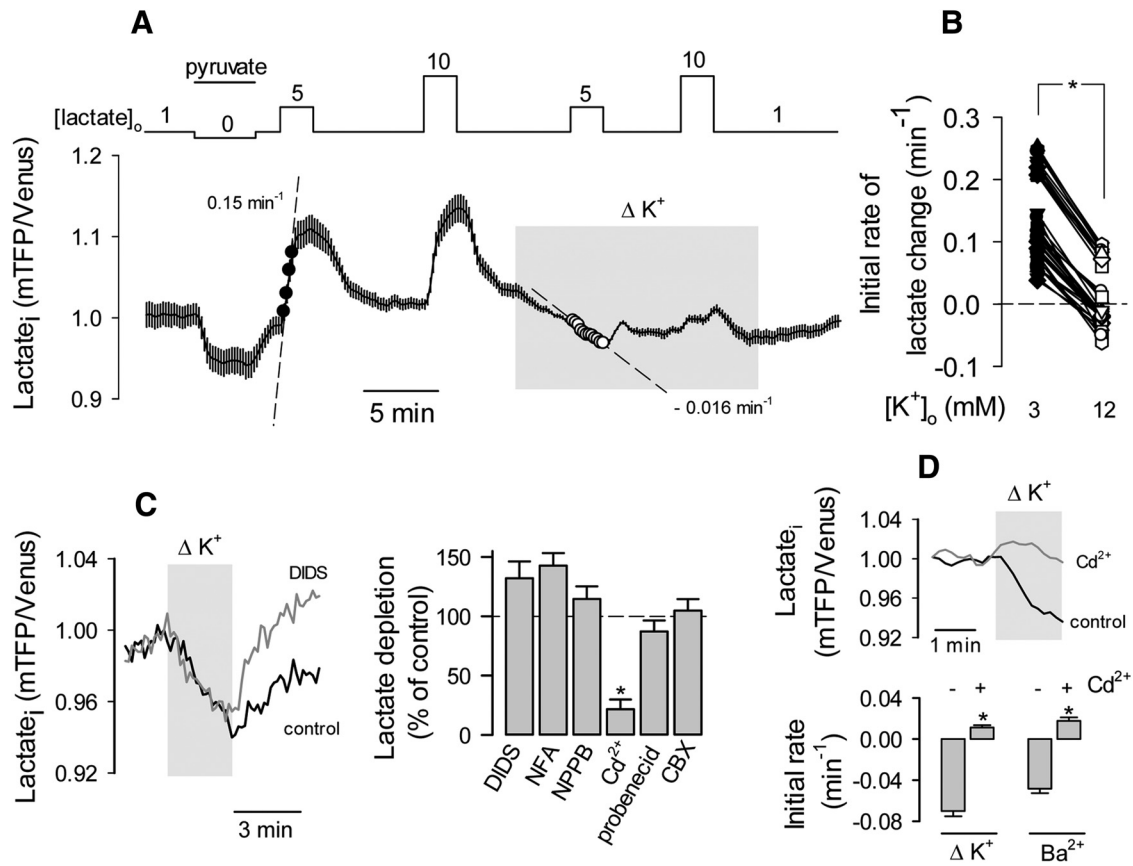 A
pyruvate
[lactate]o 1 0 5 10 5 10 1
Lactatei (mTFP/Venus)
1.2
1.1
1.0
0.9
0.15 min-1
Δ K+
5 min
- 0.016 min-1
B
*
Initial rate of
lactate change (min-1)
0.3
0.2
0.1
0.0
-0.1
[K+]o (mM) 3 12
C
Lactatei (mTFP/Venus)
1.04
1.00
0.96
0.92
Δ K+
DIDS
control
3 min
Lactate depletion
(% of control)
150
100
50
0
*
DIDS
NFA
NPPB
Cd2+
probenecid
CBX
D
Δ K+
Lactatei
(mTFP/Venus)
1.04
1.00
0.96
0.92
Cd2+
control
1 min
- + - + Cd2+
* *
Initial rate
(min-1)
0.04
0.00
-0.04
-0.08
Δ K+ Ba2+